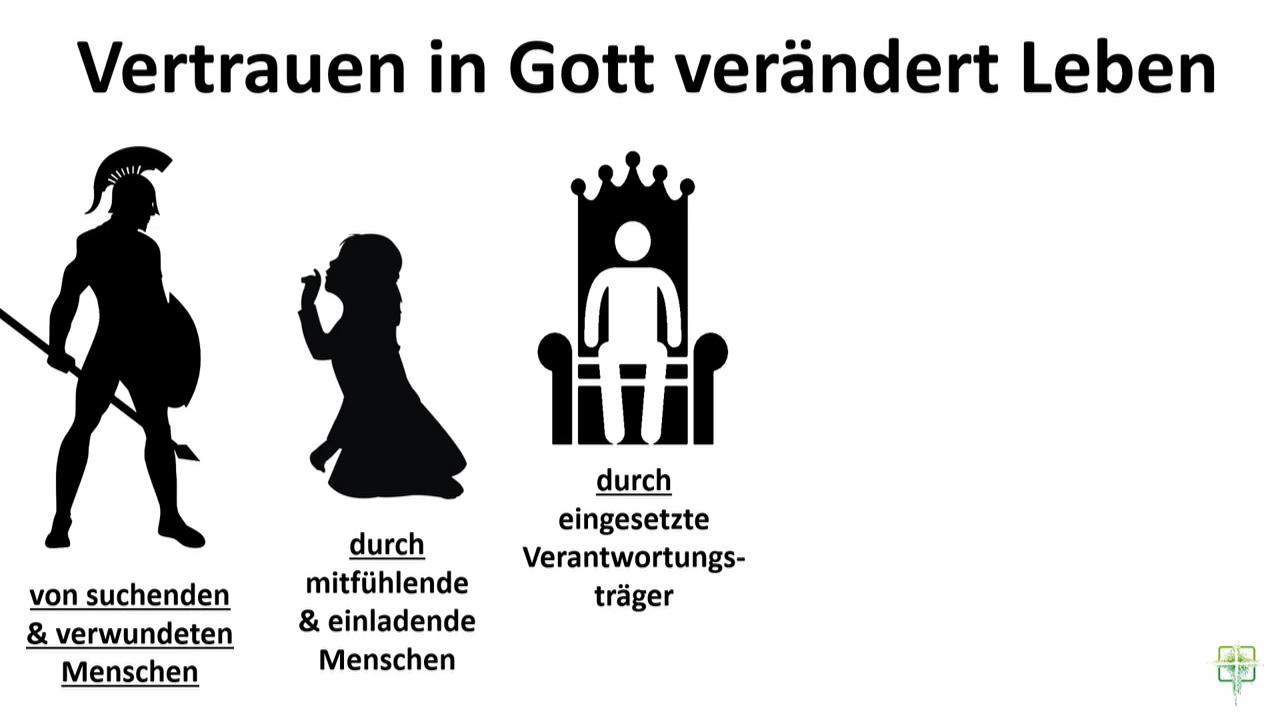 Vertrauen in Gott verändert Leben
von suchenden
& verwundeten
Menschen
durch
mitfühlende
& einladende
Menschen
durch
eingesetzte
Verantwortungs-
träger